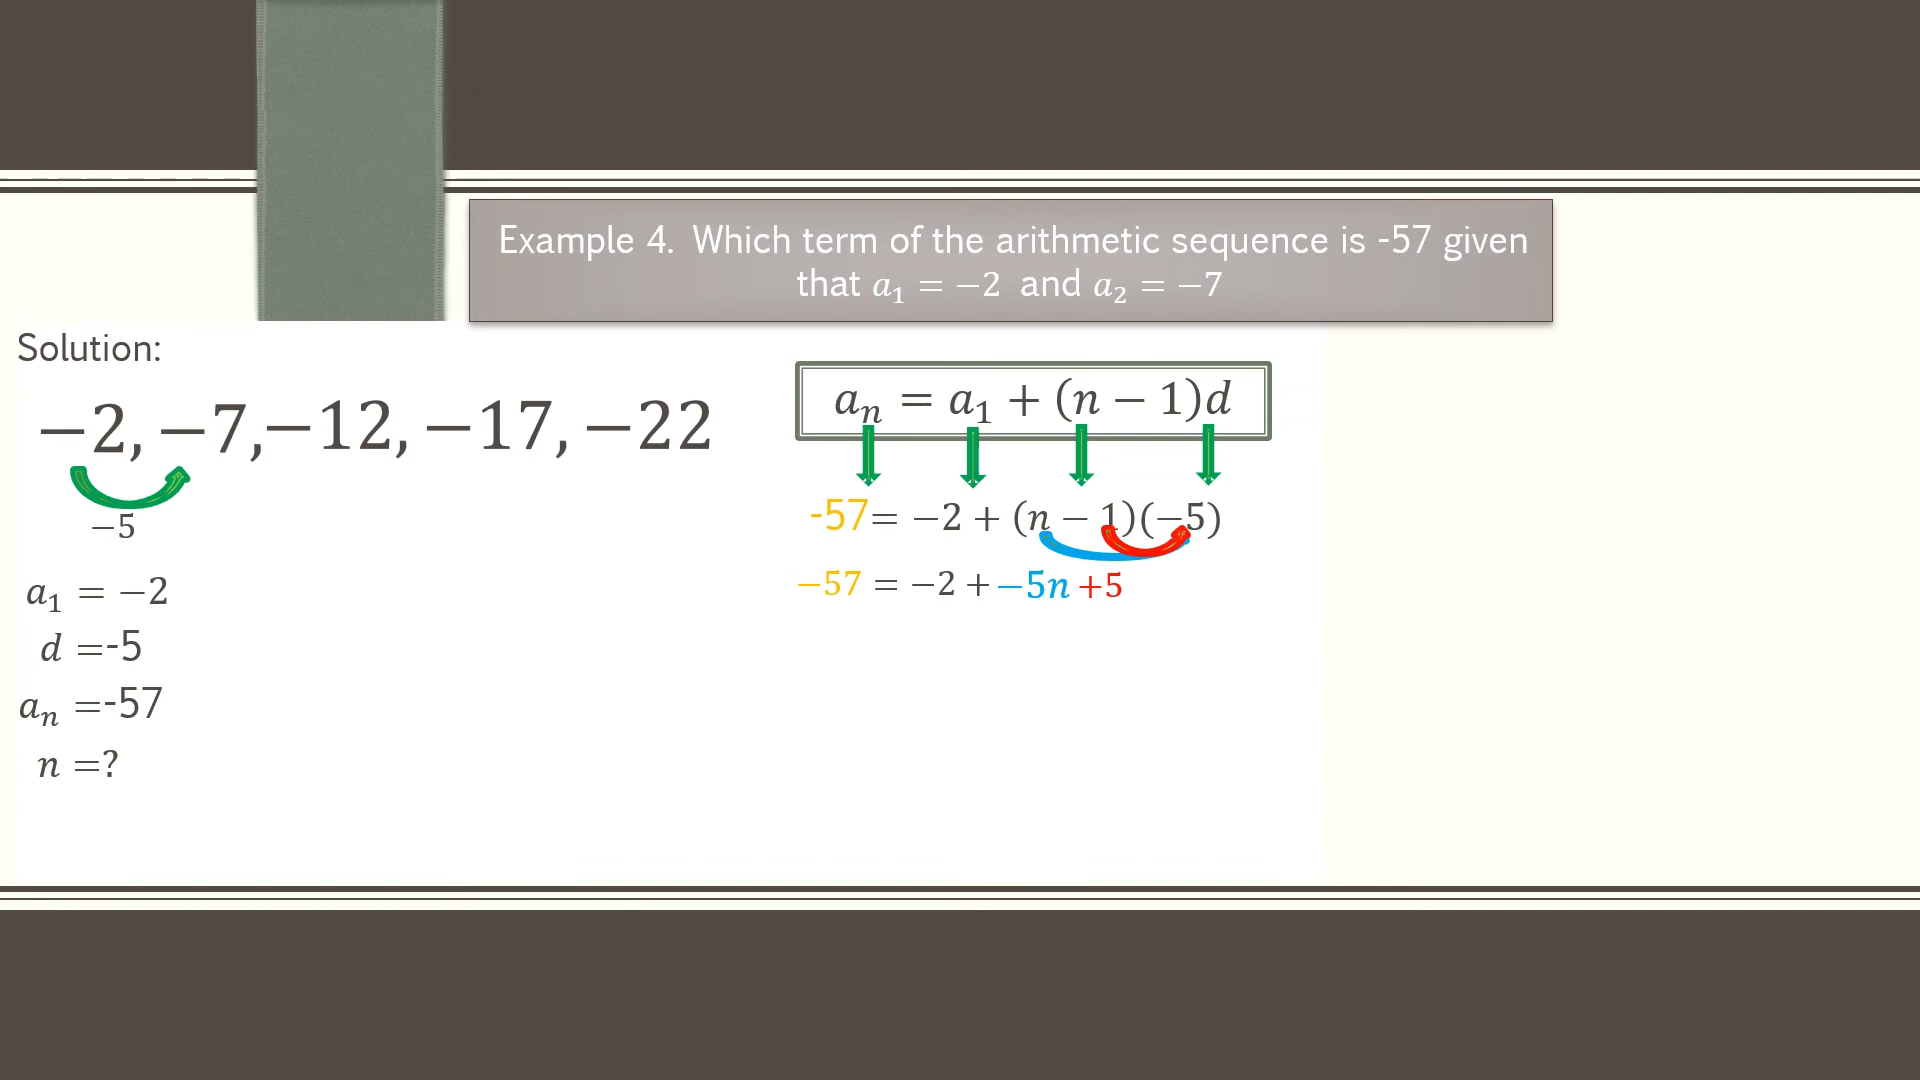 Example 4. Which term of the arithmetic sequence is -57 given
that a₁ = −2 and a₂ = −7
Solution:
−2, −7,−12, −17, −22
−5
a₁ = −2
d =-5
aₙ =-57
n =?
aₙ = a₁ + (n − 1)d
-57= −2 + (n − 1)(−5)
−57 = −2 + −5n +5